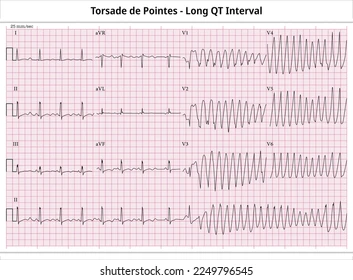 Torsade de Pointes - Long QT Interval
25 mm/sec
I aVR V1 V4
II aVL V2 V5
III aVF V3 V6
II
shutterstock.com · 2249796545